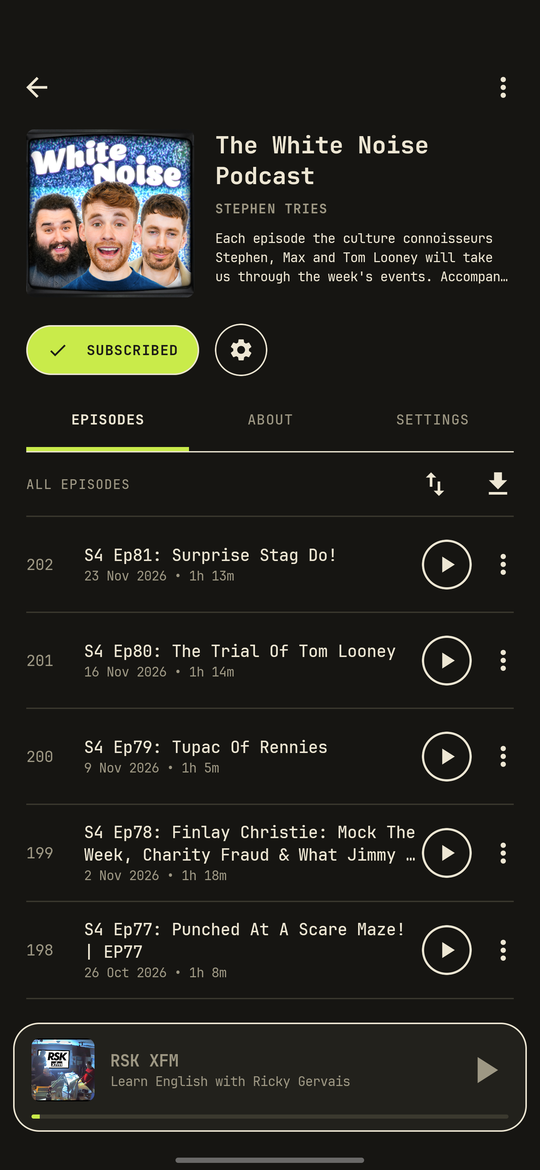 White
Noise
The White Noise
Podcast
STEPHEN TRIES
Each episode the culture connoisseurs
Stephen, Max and Tom Looney will take
us through the week's events. Accompan…
SUBSCRIBED
EPISODES
ABOUT
SETTINGS
ALL EPISODES
202
S4 Ep81: Surprise Stag Do!
23 Nov 2026 • 1h 13m
201
S4 Ep80: The Trial Of Tom Looney
16 Nov 2026 • 1h 14m
200
S4 Ep79: Tupac Of Rennies
9 Nov 2026 • 1h 5m
199
S4 Ep78: Finlay Christie: Mock The
Week, Charity Fraud & What Jimmy …
2 Nov 2026 • 1h 18m
198
S4 Ep77: Punched At A Scare Maze!
| EP77
26 Oct 2026 • 1h 8m
RSK
RSK XFM
Learn English with Ricky Gervais